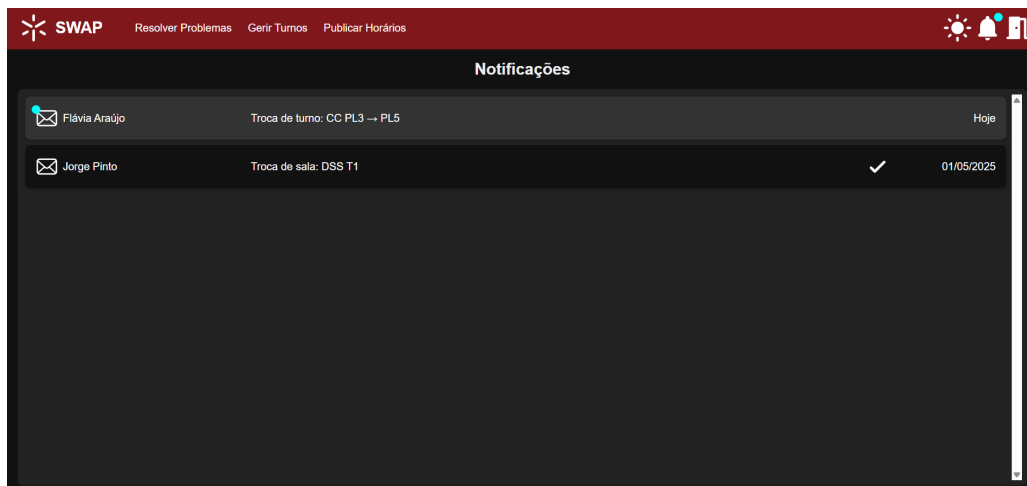 SWAP Resolver Problemas Gerir Turnos Publicar Horários
Notificações
Flávia Araújo Troca de turno: CC PL3 → PL5 Hoje
Jorge Pinto Troca de sala: DSS T1 01/05/2025